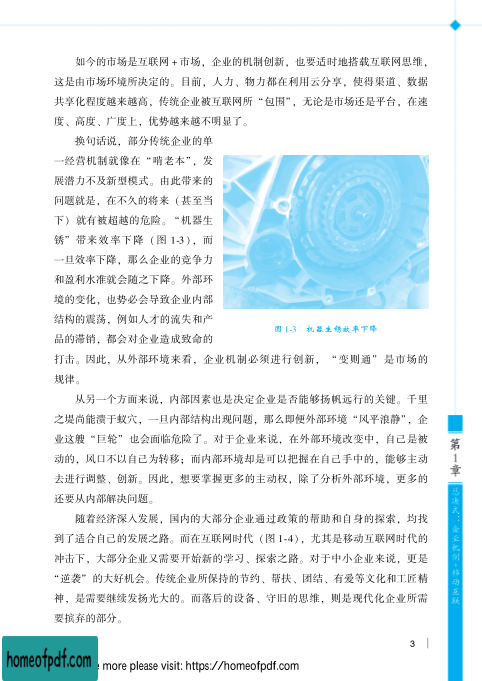 如今的市场是互联网+市场，企业的机制创新，也要适时地搭载互联网思维，
这是由市场环境所决定的。目前，人力、物力都在利用云分享，使得渠道、数据
共享化程度越来越高，传统企业被互联网所“包围”，无论是市场还是平台，在速
度、高度、广度上，优势越来越不明显了。
换句话说，部分传统企业的单
一经营机制就像在“啃老本”，发
展潜力不及新型模式。由此带来的
问题就是，在不久的将来（甚至当
下）就有被超越的危险。“机器生
锈”带来效率下降（图 1-3），而
一旦效率下降，那么企业的竞争力
和盈利水准就会随之下降。外部环
境的变化，也势必会导致企业内部
结构的震荡，例如人才的流失和产
品的滞销，都会对企业造成致命的
图 1-3 机器生锈效率下降
打击。因此，从外部环境来看，企业机制必须进行创新，“变则通”是市场的
规律。
从另一个方面来说，内部因素也是决定企业是否能够扬帆远行的关键。千里
之堤尚能溃于蚁穴，一旦内部结构出现问题，那么即便外部环境“风平浪静”，企
业这艘“巨轮”也会面临危险了。对于企业来说，在外部环境改变中，自己是被
动的，风口不以自己为转移；而内部环境却是可以把握在自己手中的，能够主动
去进行调整、创新。因此，想要掌握更多的主动权，除了分析外部环境，更多的
还要从内部解决问题。
随着经济深入发展，国内的大部分企业通过政策的帮助和自身的探索，均找
到了适合自己的发展之路。而在互联网时代（图 1-4），尤其是移动互联网时代的
冲击下，大部分企业又需要开始新的学习、探索之路。对于中小企业来说，更是
“逆袭”的大好机会。传统企业所保持的节约、帮扶、团结、有爱等文化和工匠精
神，是需要继续发扬光大的。而落后的设备、守旧的思维，则是现代化企业所需
要摈弃的部分。
第1章
企业机制+移动互联
3
homeofpdf.com
more please visit: https://homeofpdf.com